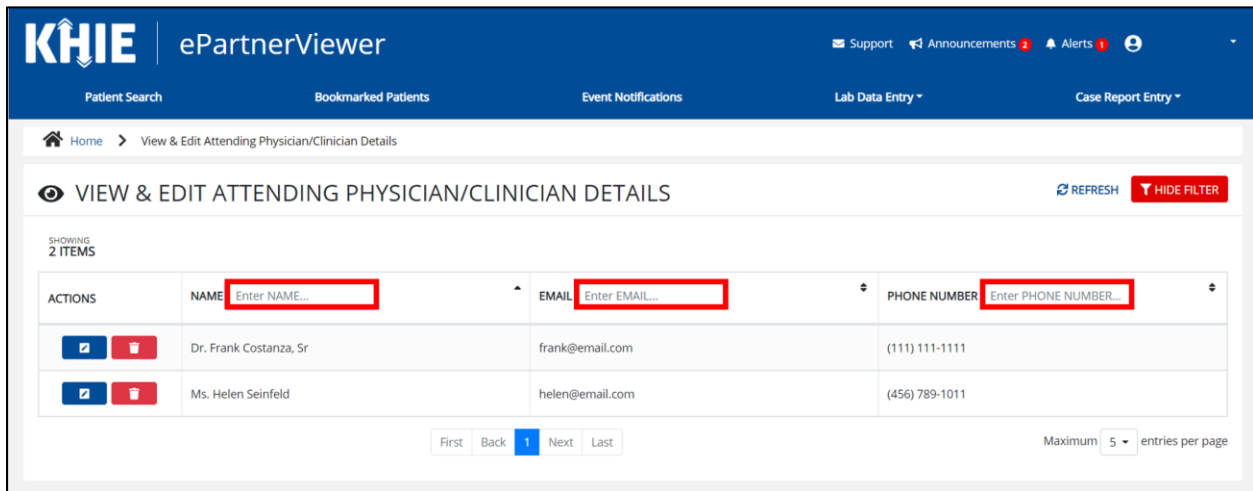 KHIE ePartnerViewer
Support Announcements 2 Alerts 1
Patient Search Bookmarked Patients Event Notifications Lab Data Entry Case Report Entry
Home > View & Edit Attending Physician/Clinician Details
VIEW & EDIT ATTENDING PHYSICIAN/CLINICIAN DETAILS REFRESH HIDE FILTER
SHOWING
2 ITEMS
ACTIONS NAME Enter NAME... EMAIL Enter EMAIL... PHONE NUMBER Enter PHONE NUMBER...
Dr. Frank Costanza, Sr frank@email.com (111) 111-1111
Ms. Helen Seinfeld helen@email.com (456) 789-1011
First Back 1 Next Last Maximum 5 entries per page